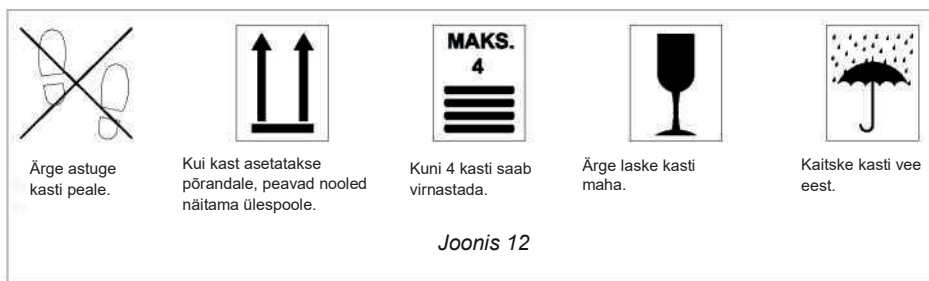 MAKS.
4
Ärge astuge
kasti peale.
Kui kast asetatakse
põrandale, peavad nooled
näitama ülespoole.
Kuni 4 kasti saab
virnastada.
Ärge laske kasti
maha.
Kaitske kasti vee
eest.
Joonis 12